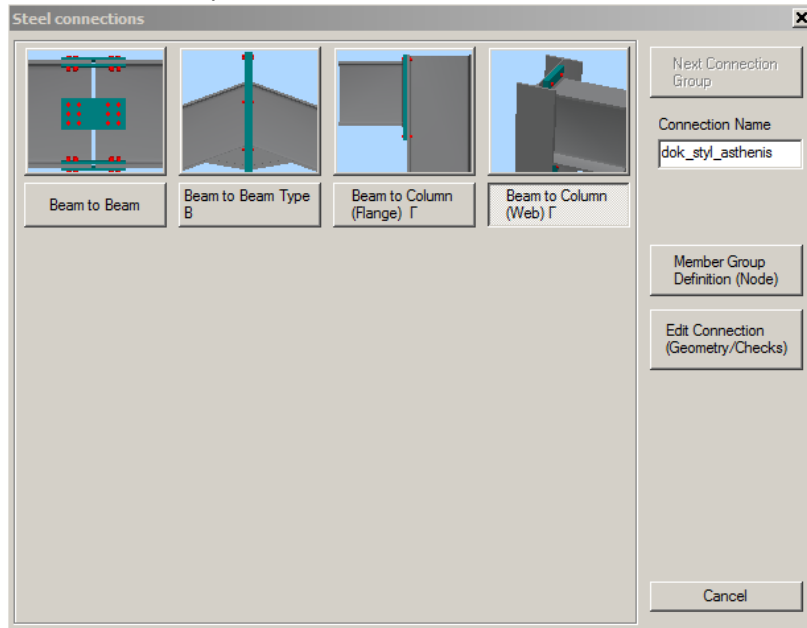 Steel connections
Beam to Beam
Beam to Beam Type
B
Beam to Column
(Flange) Γ
Beam to Column
(Web) Γ
Next Connection
Group
Connection Name
dok_styl_asthenis
Member Group
Definition (Node)
Edit Connection
(Geometry/Checks)
Cancel